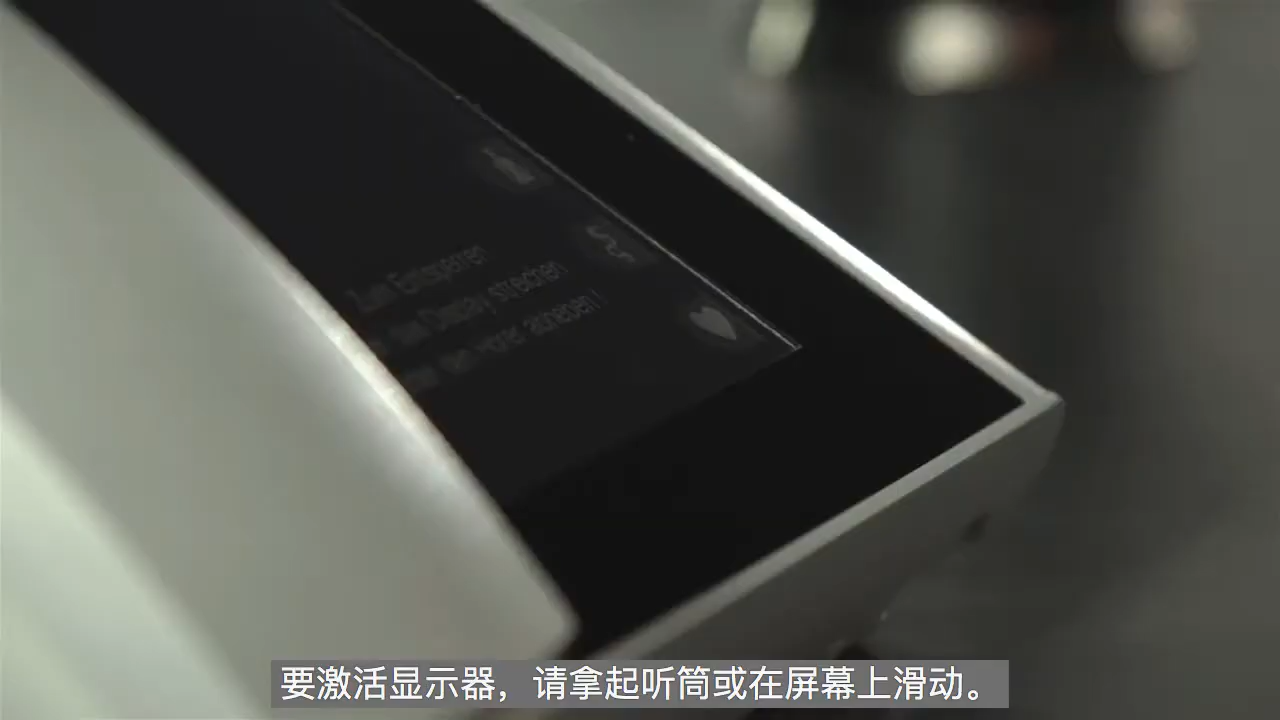 zum Entsperren
das Display streichen
den Hörer abheben!
要激活显示器，请拿起听筒或在屏幕上滑动。